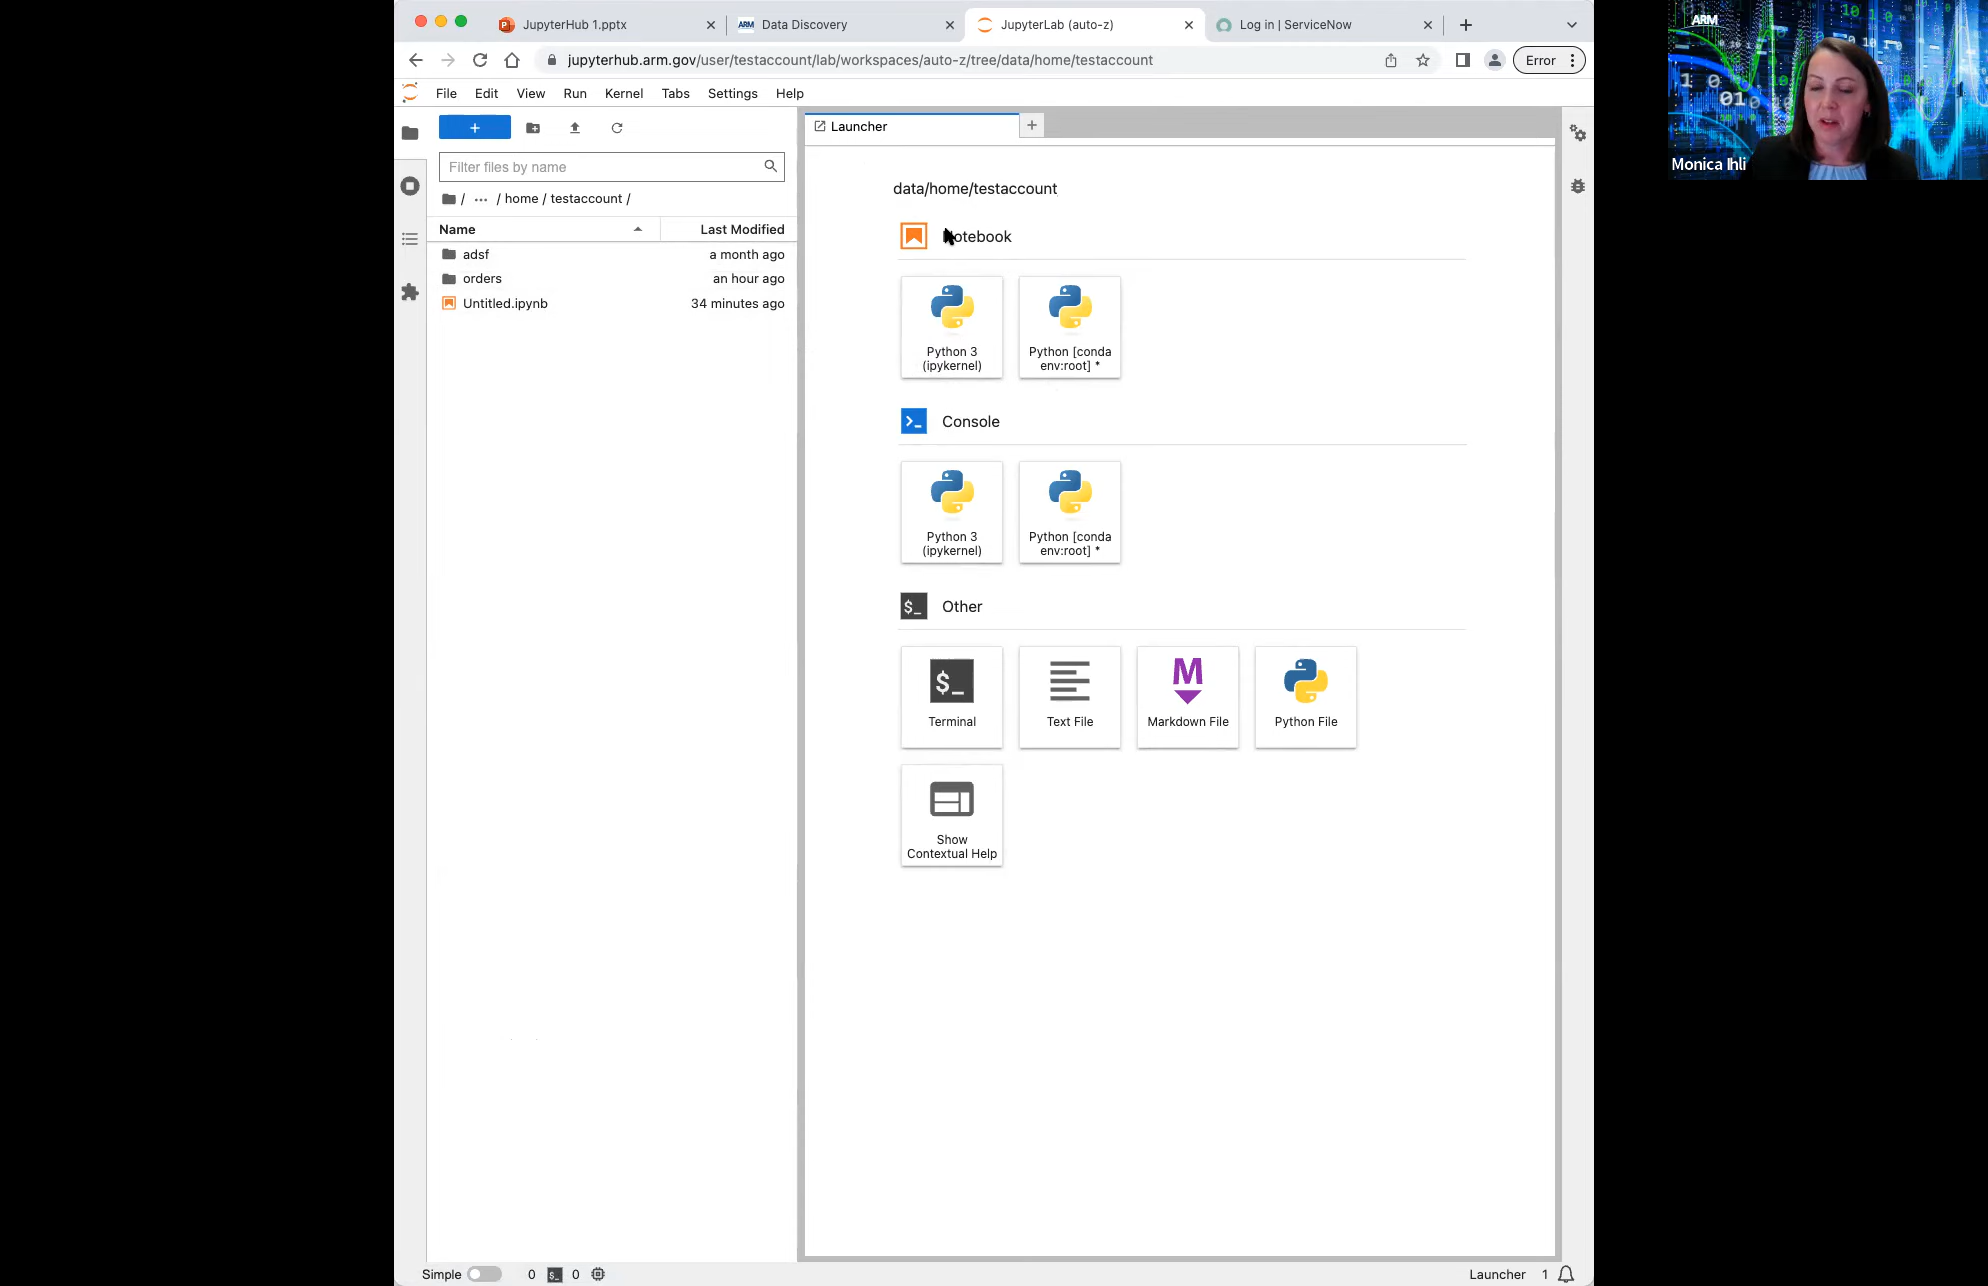 JupyterHub 1.pptx
ARM Data Discovery
JupyterLab (auto-z)
Log in | ServiceNow
jupyterhub.arm.gov/user/testaccount/lab/workspaces/auto-z/tree/data/home/testaccount
Error
File Edit View Run Kernel Tabs Settings Help
Filter files by name
/ ... / home / testaccount /
Name Last Modified
adsf a month ago
orders an hour ago
Untitled.ipynb 34 minutes ago
Launcher
data/home/testaccount
Notebook
Python 3
(ipykernel)
Python [conda
env:root] *
Console
Python 3
(ipykernel)
Python [conda
env:root] *
$_ Other
$_
Terminal
Text File
M
Markdown File
Python File
Show
Contextual Help
Simple 0 $_ 0
Launcher 1
ARM
Monica Ihli